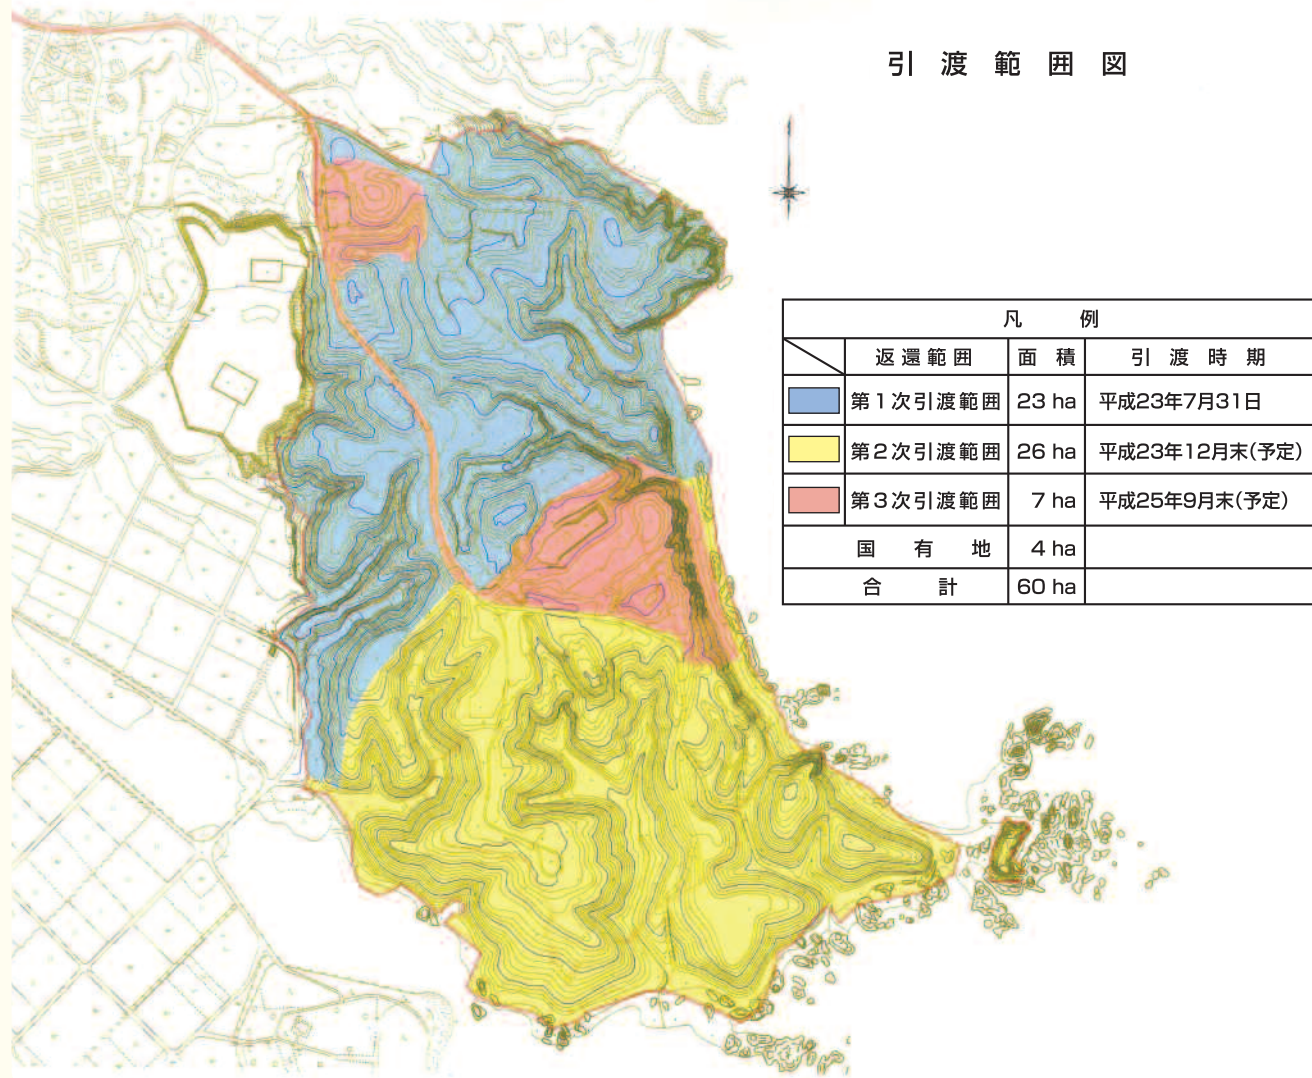 引渡範囲図
凡例
返還範囲 面積 引渡時期
第1次引渡範囲 23 ha 平成23年7月31日
第2次引渡範囲 26 ha 平成23年12月末(予定)
第3次引渡範囲 7 ha 平成25年9月末(予定)
国有地 4 ha
合計 60 ha